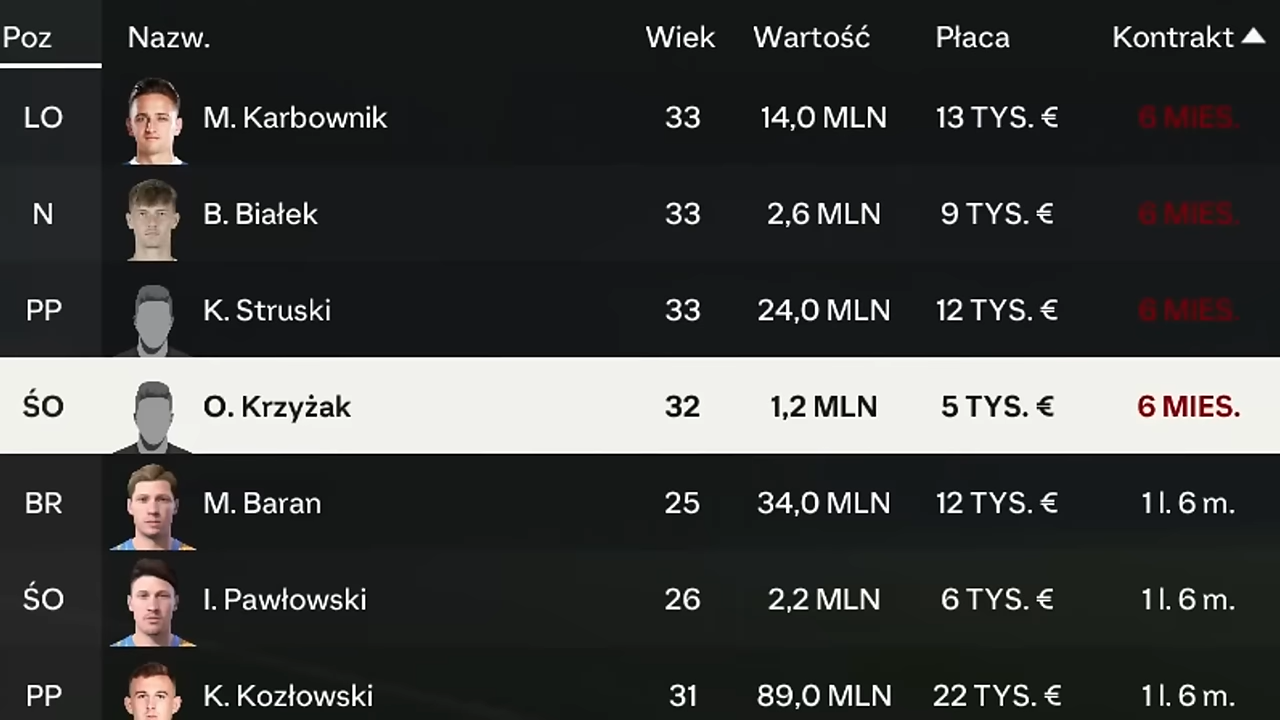 Poz Nazw. Wiek Wartość Płaca Kontrakt
LO M. Karbownik 33 14,0 MLN 13 TYS. € 6 MIES.
N B. Białek 33 2,6 MLN 9 TYS. € 6 MIES.
PP K. Struski 33 24,0 MLN 12 TYS. € 6 MIES.
ŚO O. Krzyżak 32 1,2 MLN 5 TYS. € 6 MIES.
BR M. Baran 25 34,0 MLN 12 TYS. € 1 l. 6 m.
ŚO I. Pawłowski 26 2,2 MLN 6 TYS. € 1 l. 6 m.
PP K. Kozłowski 31 89,0 MLN 22 TYS. € 1 l. 6 m.